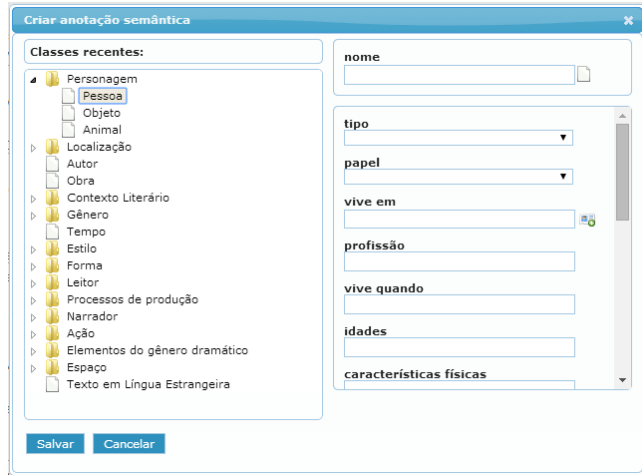 Criar anotação semântica
Classes recentes:
Personagem
Pessoa
Objeto
Animal
Localização
Autor
Obra
Contexto Literário
Gênero
Tempo
Estilo
Forma
Leitor
Processos de produção
Narrador
Ação
Elementos do gênero dramático
Espaço
Texto em Língua Estrangeira
nome
tipo
papel
vive em
profissão
vive quando
idades
características físicas
Salvar
Cancelar